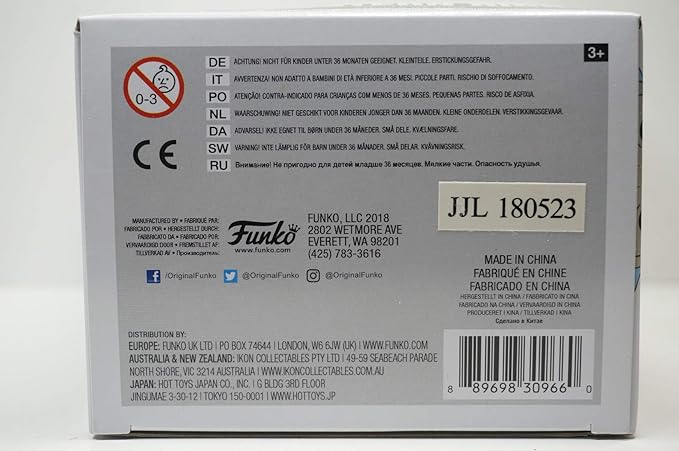 3+
0-3
DE ACHTUNG! NICHT FÜR KINDER UNTER 36 MONATEN GEEIGNET. KLEINTEILE. ERSTICKUNGSGEFAHR.
IT AVVERTENZA! NON ADATTO A BAMBINI DI ETÀ INFERIORE A 36 MESI. PICCOLE PARTI. RISCHIO DI SOFFOCAMENTO.
PO ATENÇÃO! CONTRA-INDICADO PARA CRIANÇAS COM MENOS DE 36 MESES. PEQUENAS PARTES. RISCO DE ASFIXIA.
NL WAARSCHUWING! NIET GESCHIKT VOOR KINDEREN JONGER DAN 36 MAANDEN. KLEINE ONDERDELEN. VERSTIKKINGSGEVAAR.
DA ADVARSEL! IKKE EGNET TIL BØRN UNDER 36 MÅNEDER. SMÅ DELE. KVÆLNINGSFARE.
SW VARNING! INTE LÄMPLIG FÖR BARN UNDER 36 MÅNADER. SMÅ DELAR. KVÄVNINGSRISK.
RU Внимание! Не пригодно для детей младше 36 месяцев. Мелкие части. Опасность удушья.
CE
JJL 180523
MANUFACTURED BY • FABRIQUÉ PAR:
FABRICADO POR • HERGESTELLT DURCH:
FABBRICATO DA • FABRICADO POR:
VERVAARDIGD DOOR • FREMSTILLET AF:
TILLVERKAD AV • Производитель:
Funko
www.funko.com
FUNKO, LLC 2018
2802 WETMORE AVE
EVERETT, WA 98201
(425) 783-3616
/OriginalFunko @OriginalFunko @OriginalFunko
MADE IN CHINA
FABRIQUÉ EN CHINE
FABRICADO EN CHINA
HERGESTELLT IN CHINA / FABBRICATO IN CINA
FABRICADO NA CHINA / VERVAARDIGD IN CHINA
PRODUCERET I KINA / TILLVERKAD I KINA
Сделано в Китае
DISTRIBUTION BY:
EUROPE: FUNKO UK LTD | PO BOX 74644 | LONDON, W6 6JW (UK) | WWW.FUNKO.COM
AUSTRALIA & NEW ZEALAND: IKON COLLECTABLES PTY LTD | 49-59 SEABEACH PARADE
NORTH SHORE, VIC 3214 AUSTRALIA | WWW.IKONCOLLECTABLES.COM.AU
JAPAN: HOT TOYS JAPAN CO., INC. | G BLDG 3RD FLOOR
JINGUMAE 3-30-12 | TOKYO 150-0001 | WWW.HOTTOYS.JP
8 89698 30966 0